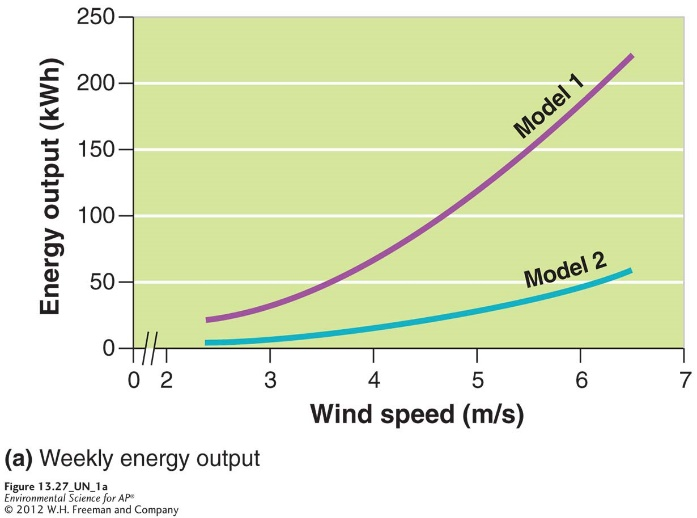 250
200
150
100
50
0
Energy output (kWh)
Model 1
Model 2
0 2 3 4 5 6 7
Wind speed (m/s)
(a) Weekly energy output
Figure 13.27_UN_1a
Environmental Science for AP®
© 2012 W.H. Freeman and Company